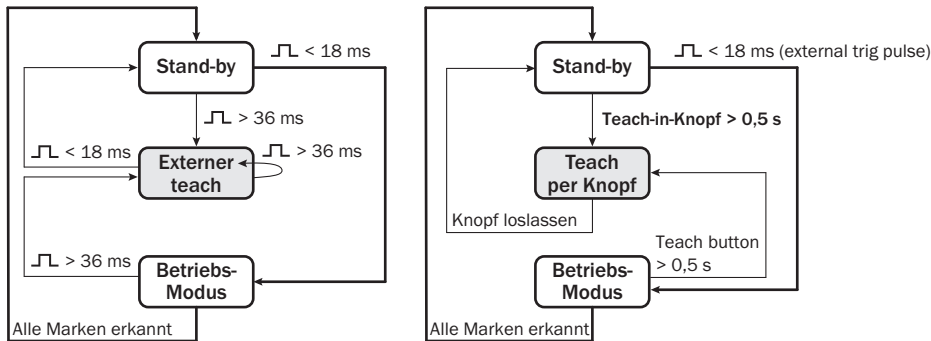 Stand-by
< 18 ms
> 36 ms
< 18 ms
> 36 ms
Externer
teach
> 36 ms
Betriebs-
Modus
Alle Marken erkannt
Stand-by
< 18 ms (external trig pulse)
Teach-in-Knopf > 0,5 s
Teach
per Knopf
Knopf loslassen
Teach button
> 0,5 s
Betriebs-
Modus
Alle Marken erkannt